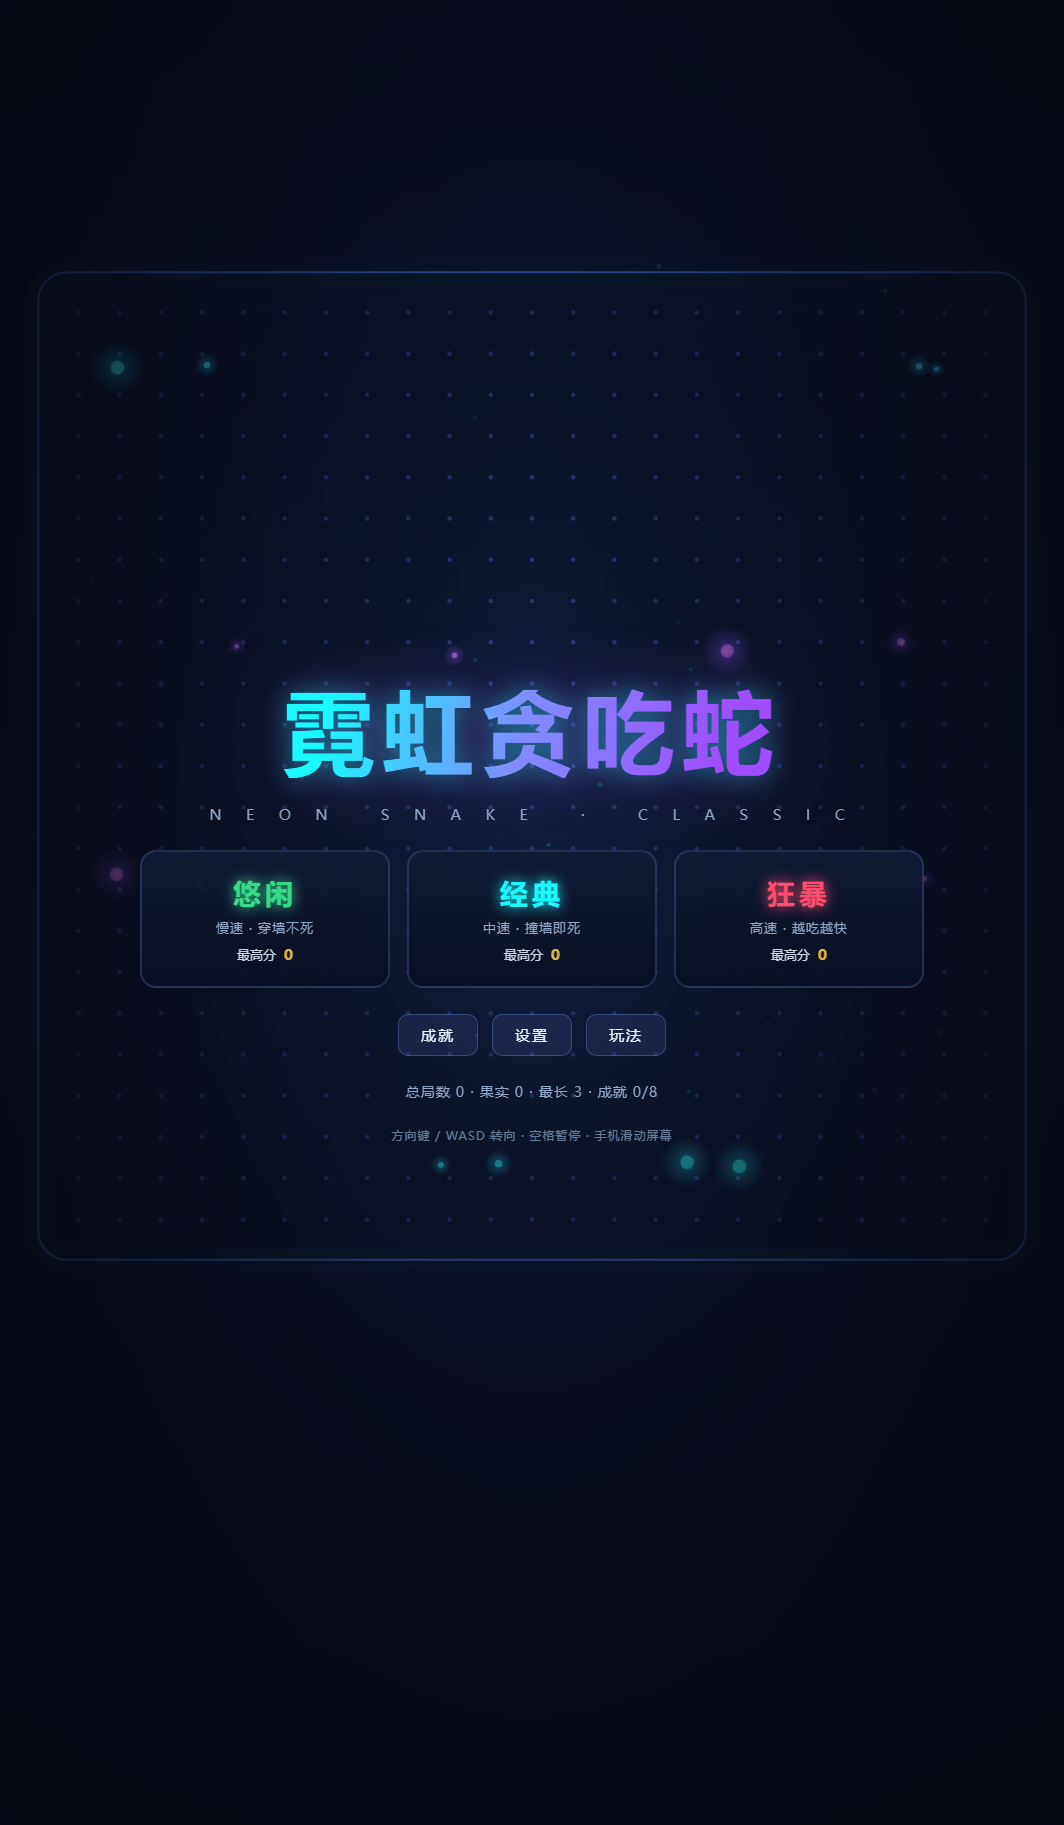 霓虹贪吃蛇
NEON SNAKE · CLASSIC
悠闲
慢速 · 穿墙不死
最高分 0
经典
中速 · 撞墙即死
最高分 0
狂暴
高速 · 越吃越快
最高分 0
成就
设置
玩法
总局数 0 · 果实 0 · 最长 3 · 成就 0/8
方向键 / WASD 转向 · 空格暂停 · 手机滑动屏幕